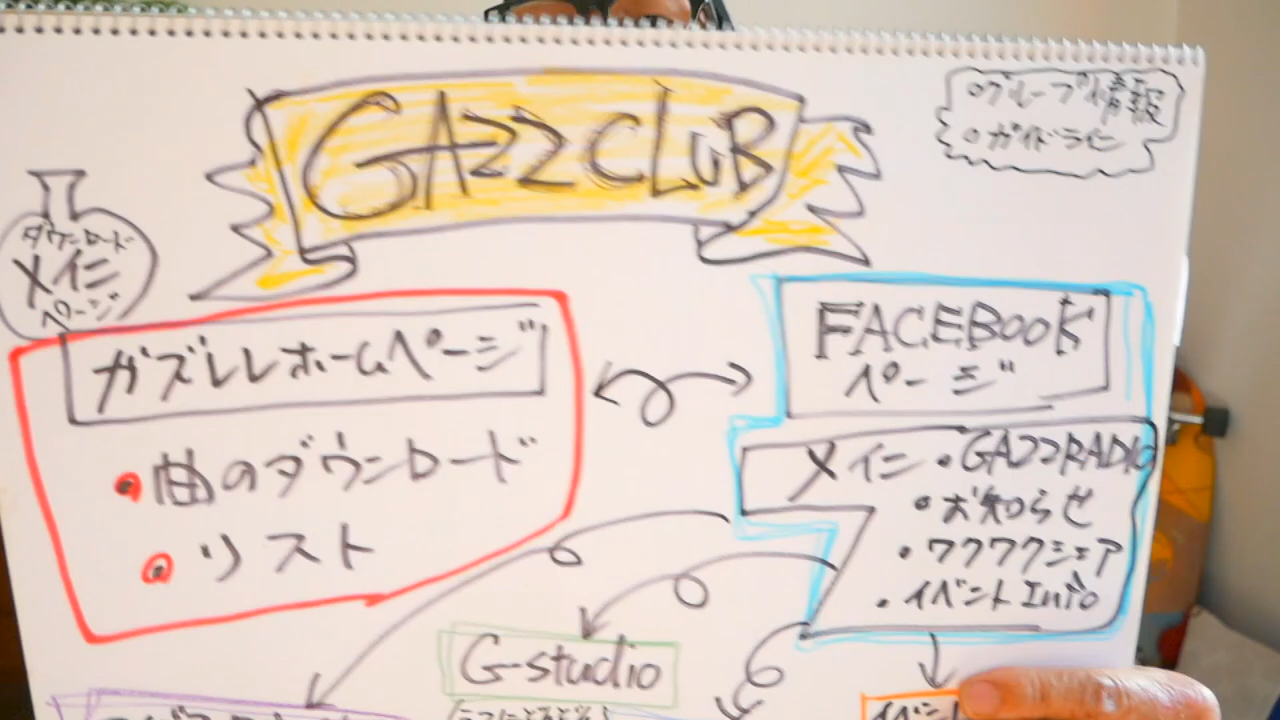 GAZZ CLUB
○グループ情報
○ガイドライン
ダウンロード
メイン
ページ
ガズレレホームページ
・曲のダウンロード
・リスト
FACEBOOK
ページ
メイン・GAZZRADIO
・お知らせ
・ワクワクシェア
・イベントInfo
G-studio